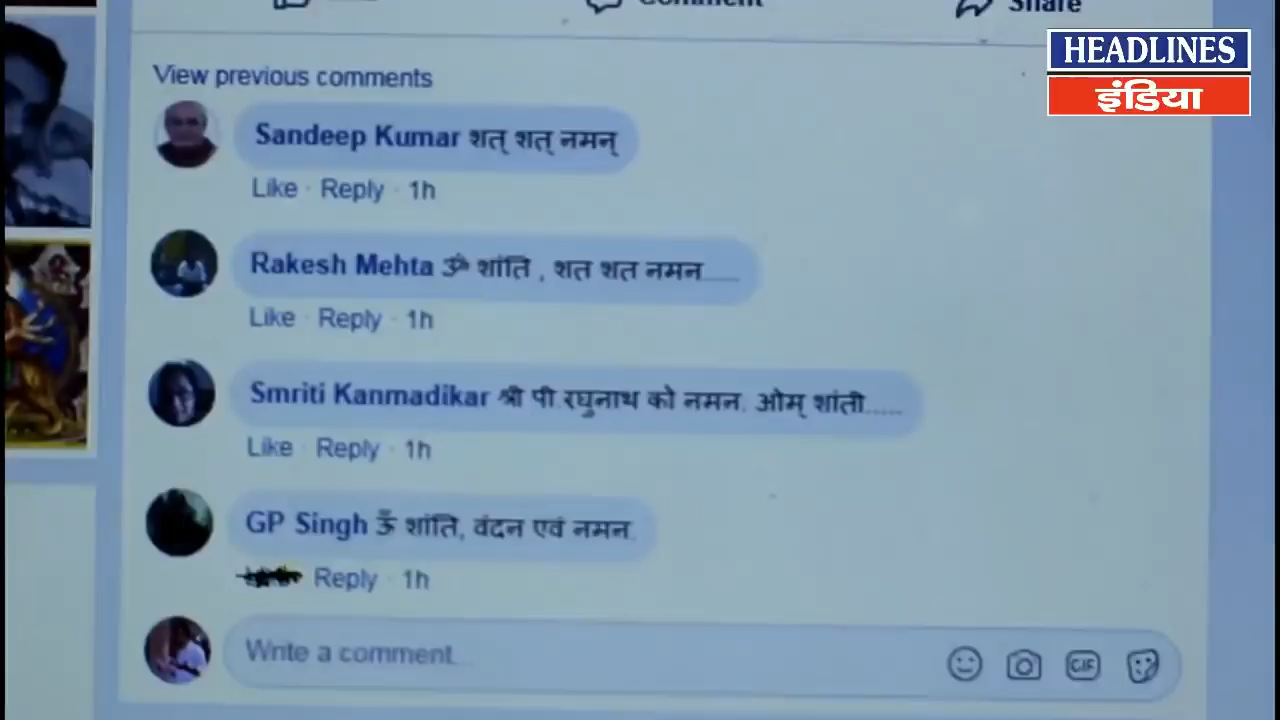 Comment
Share
HEADLINES
इंडिया
View previous comments
Sandeep Kumar शत् शत् नमन्
Like · Reply · 1h
Rakesh Mehta ॐ शांति , शत शत नमन......
Like · Reply · 1h
Smriti Kanmadikar श्री पी रघुनाथ को नमन. ओम् शांती......
Like · Reply · 1h
GP Singh ऊँ शांति, वंदन एवं नमन.
Reply · 1h
Write a comment...
GIF